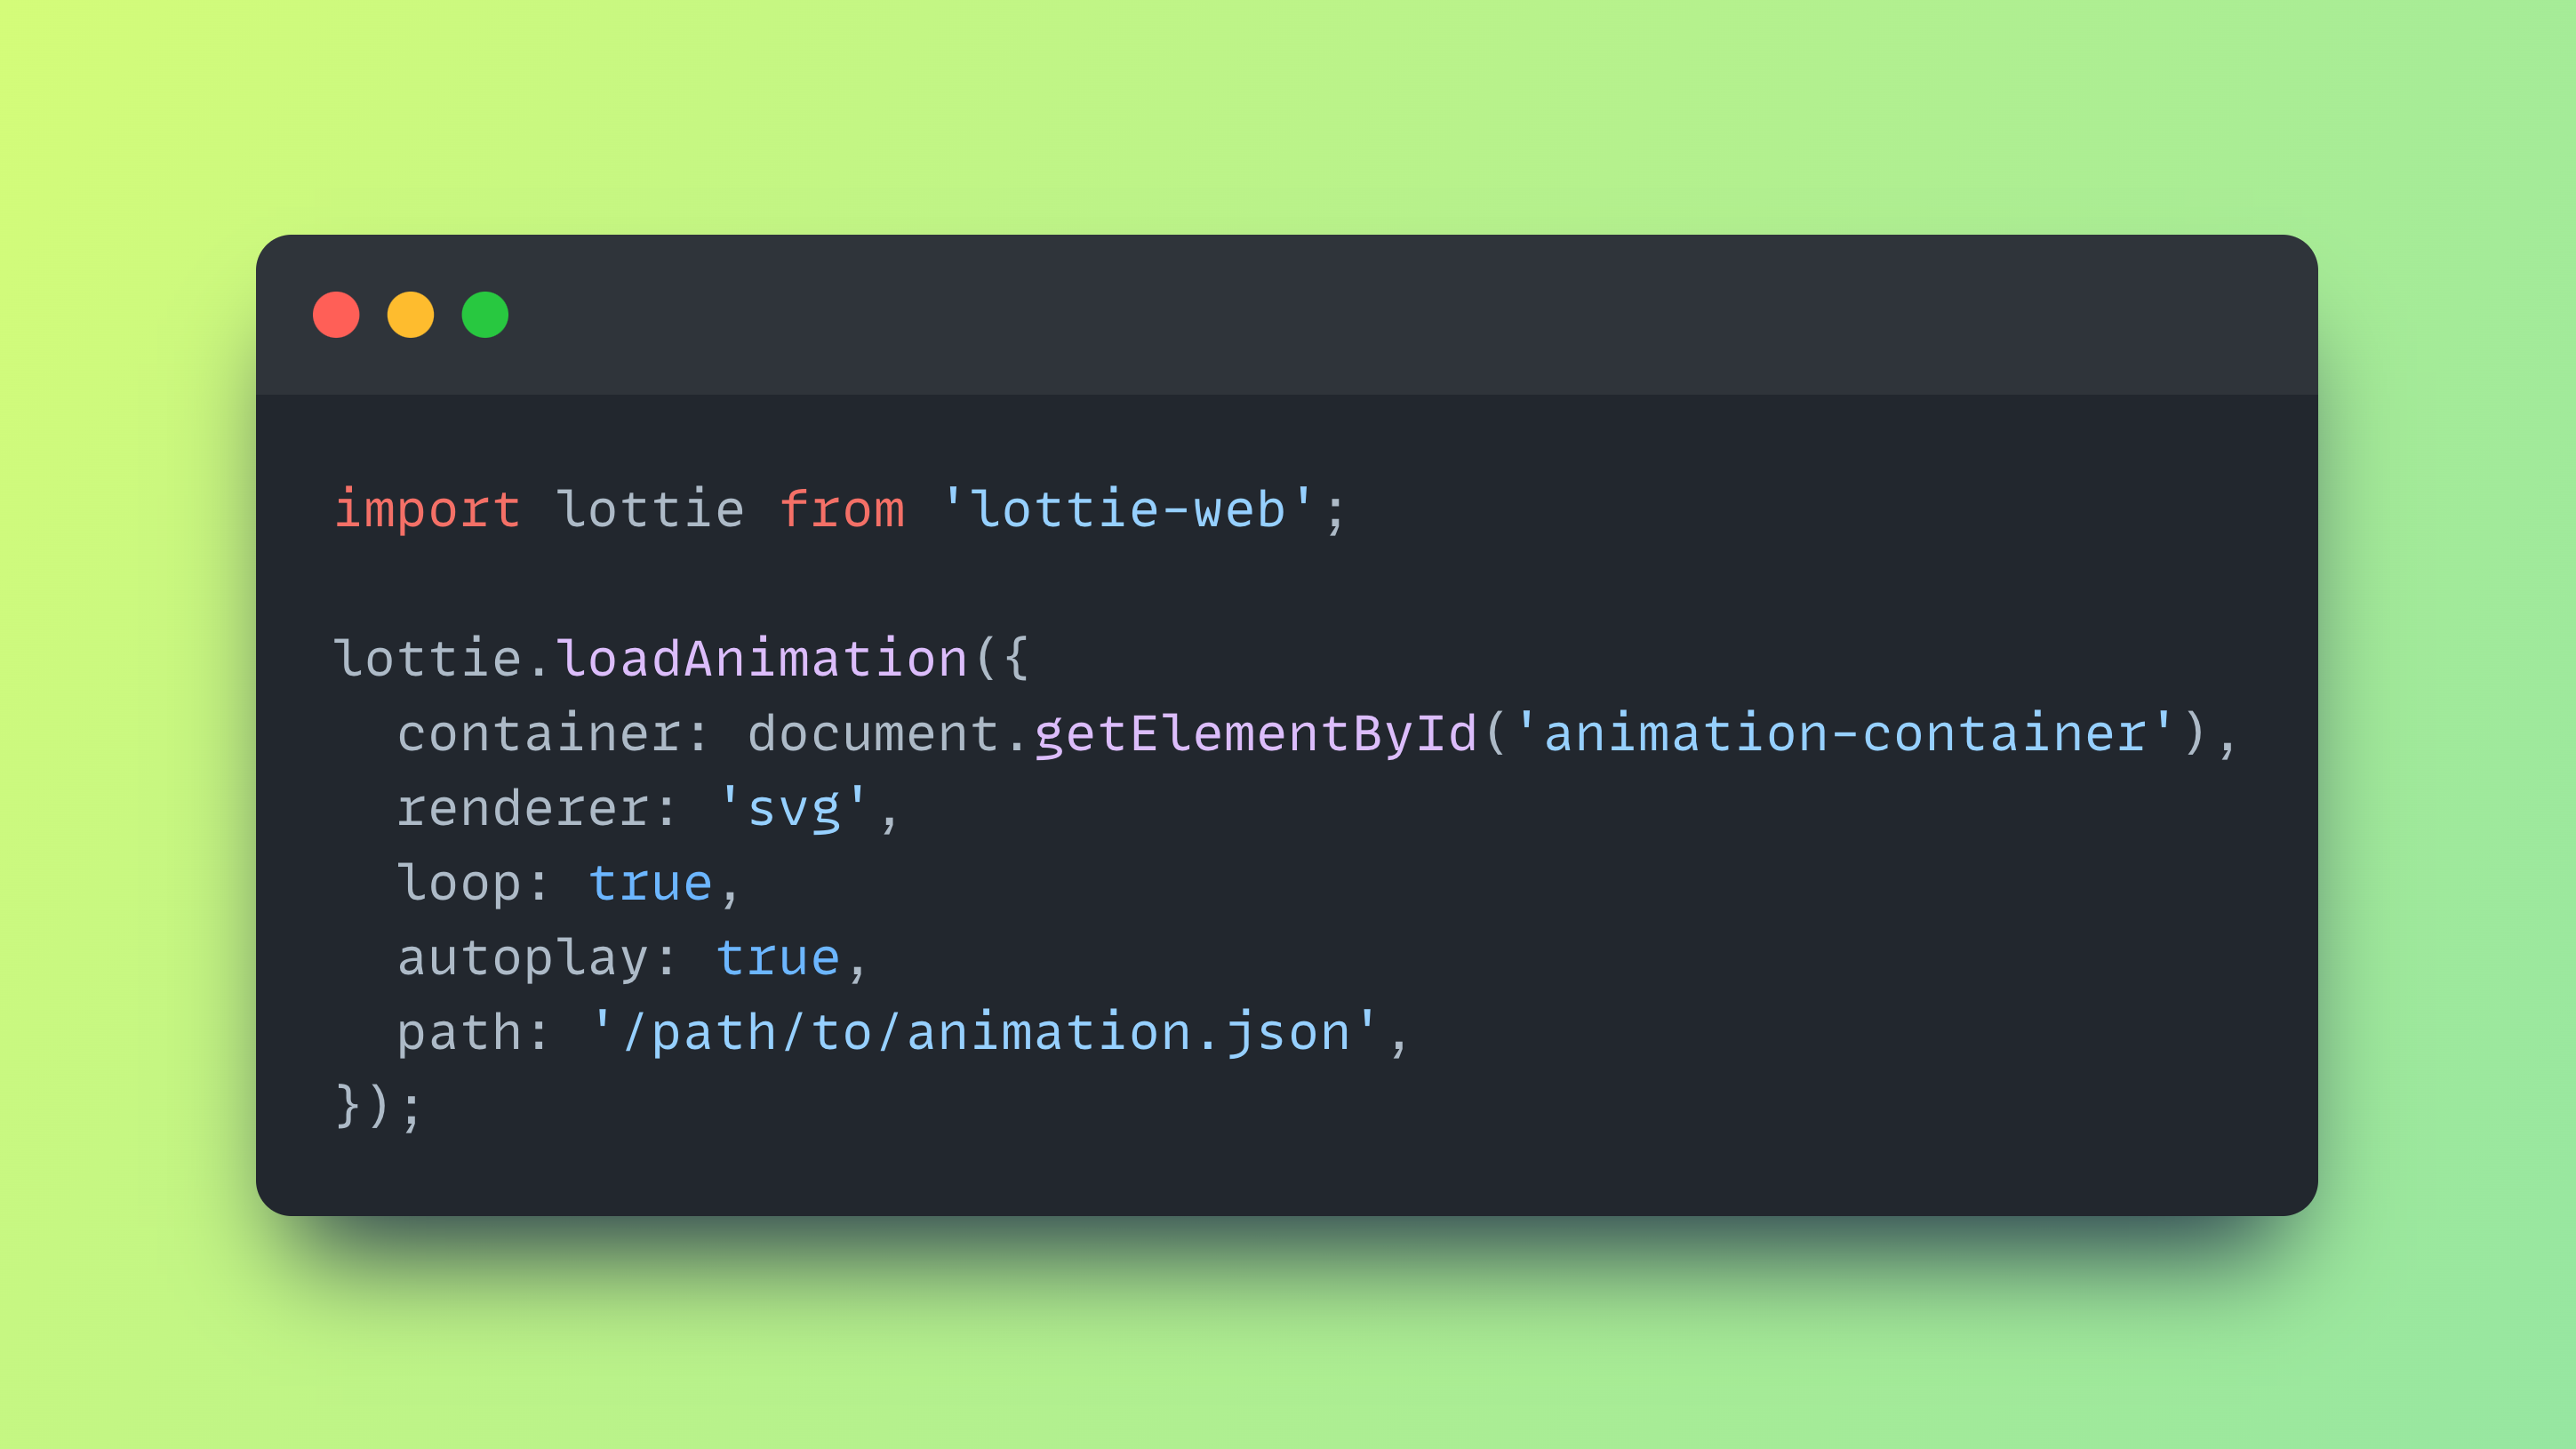 import lottie from 'lottie-web';

lottie.loadAnimation({
  container: document.getElementById('animation-container'),
  renderer: 'svg',
  loop: true,
  autoplay: true,
  path: '/path/to/animation.json',
});